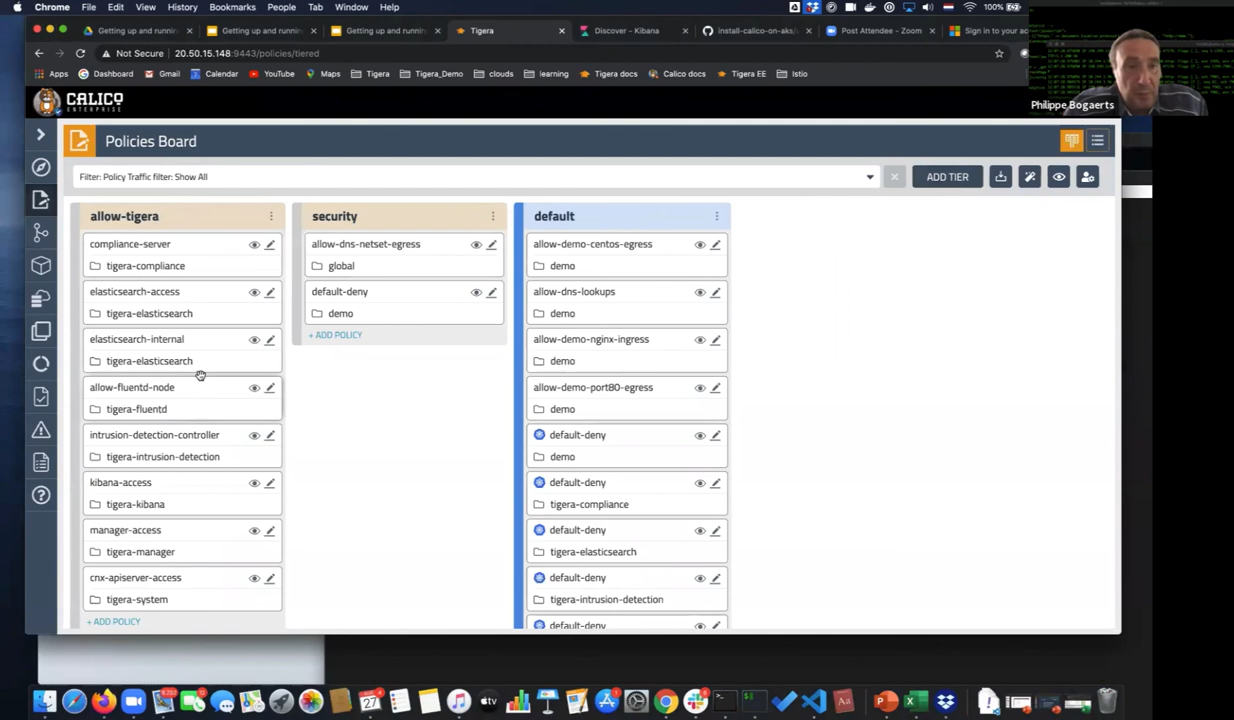 Chrome File Edit View History Bookmarks People Tab Window Help
100%
Getting up and runnin
Getting up and runnin
Getting up and runnin
Tigera
Discover - Kibana
install-calico-on-aks/
Post Attendee - Zoom
Sign in to your a
Not Secure 20.50.15.148:9443/policies/tiered
Apps Dashboard Gmail Calendar YouTube Maps Tigera Tigera_Demo clouds learning Tigera docs Calico docs Tigera EE Istio
Philippe Bogaerts
CALICO
ENTERPRISE
Policies Board
Filter: Policy Traffic filter: Show All
ADD TIER
allow-tigera
compliance-server
tigera-compliance
elasticsearch-access
tigera-elasticsearch
elasticsearch-internal
tigera-elasticsearch
allow-fluentd-node
tigera-fluentd
intrusion-detection-controller
tigera-intrusion-detection
kibana-access
tigera-kibana
manager-access
tigera-manager
cnx-apiserver-access
tigera-system
+ ADD POLICY
security
allow-dns-netset-egress
global
default-deny
demo
+ ADD POLICY
default
allow-demo-centos-egress
demo
allow-dns-lookups
demo
allow-demo-nginx-ingress
demo
allow-demo-port80-egress
demo
default-deny
demo
default-deny
tigera-compliance
default-deny
tigera-elasticsearch
default-deny
tigera-intrusion-detection
default-deny
27